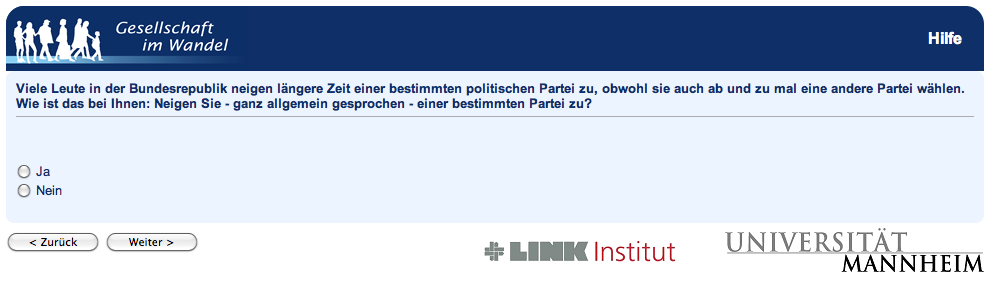 Gesellschaft
im Wandel
Hilfe
Viele Leute in der Bundesrepublik neigen längere Zeit einer bestimmten politischen Partei zu, obwohl sie auch ab und zu mal eine andere Partei wählen.
Wie ist das bei Ihnen: Neigen Sie - ganz allgemein gesprochen - einer bestimmten Partei zu?
Ja
Nein
< Zurück
Weiter >
LINK Institut
UNIVERSITÄT
MANNHEIM